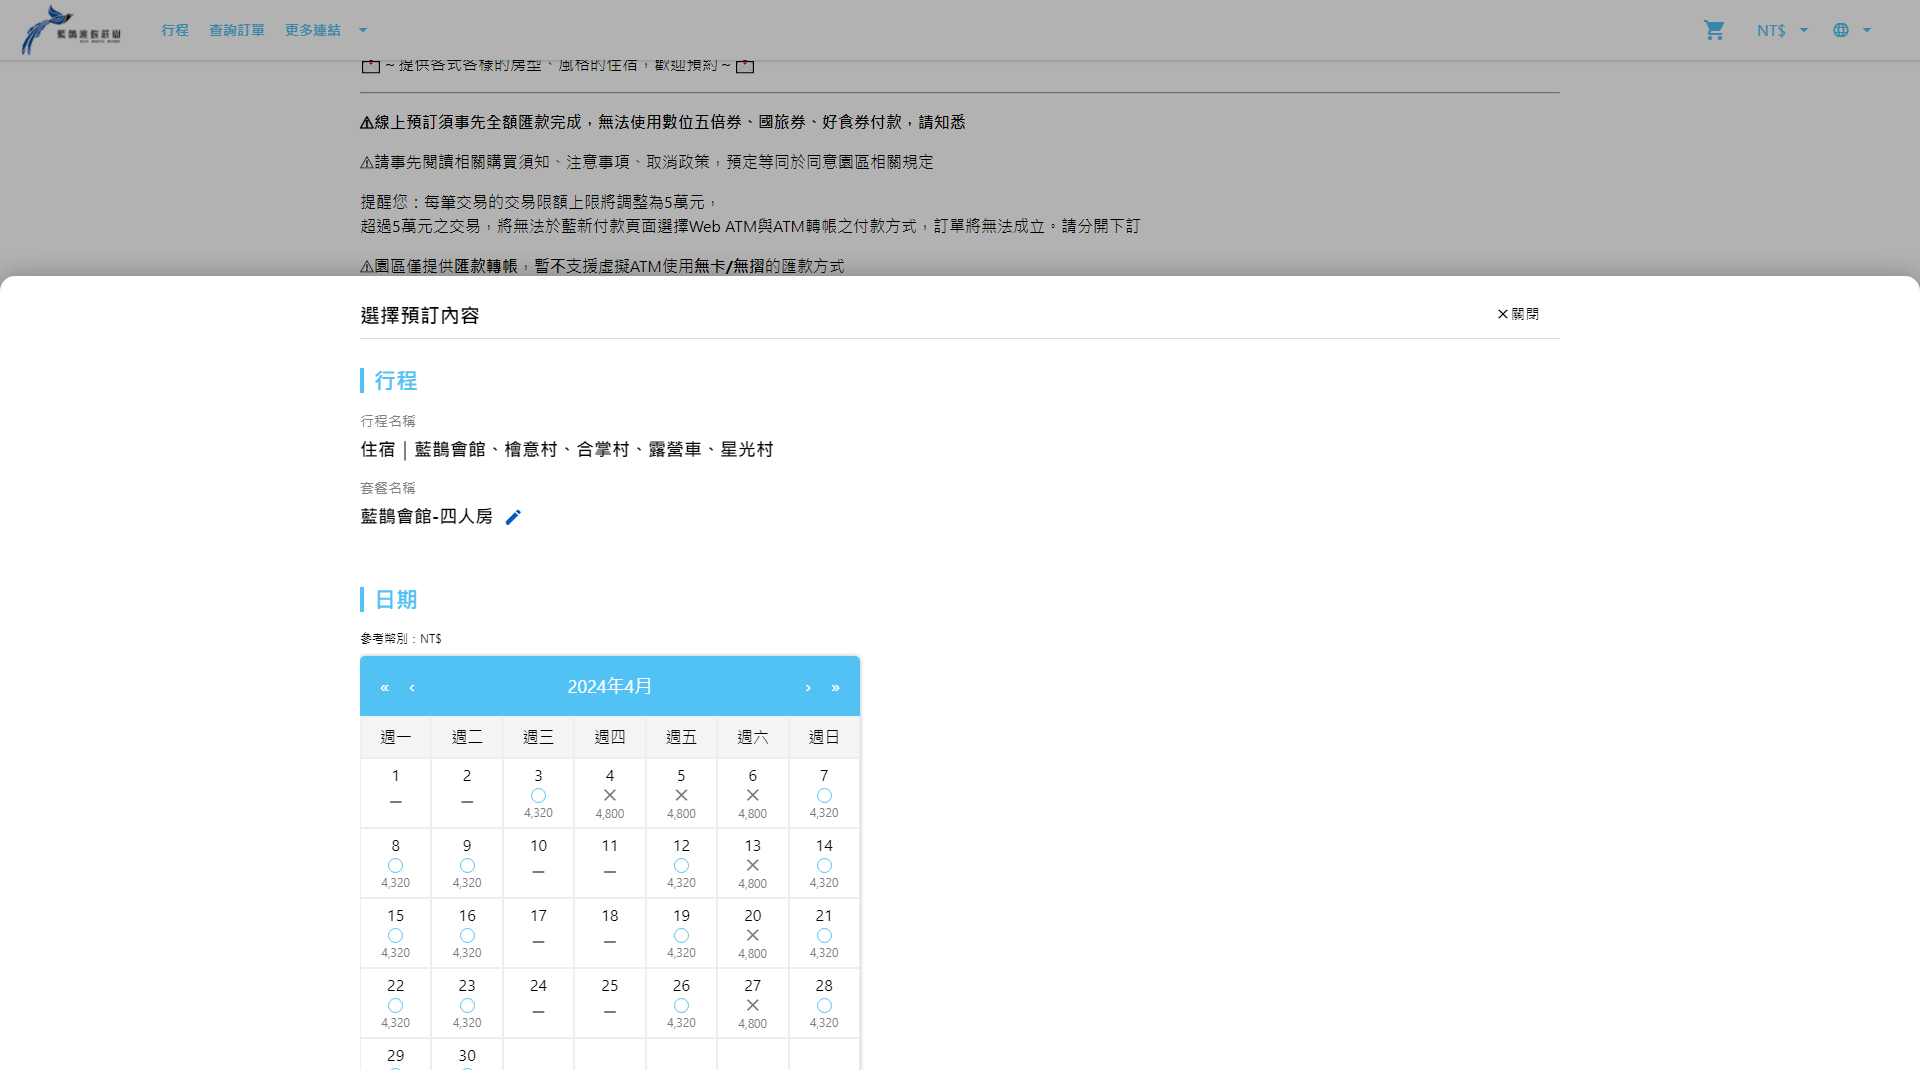 藍鵲渡假莊園
行程 查詢訂單 更多連結 NT$
~ 提供各式各樣的房型、風格的住宿，歡迎預約 ~
⚠線上預訂須事先全額匯款完成，無法使用數位五倍券、國旅券、好食券付款，請知悉
⚠請事先閱讀相關購買須知、注意事項、取消政策，預定等同於同意園區相關規定
提醒您：每筆交易的交易限額上限將調整為5萬元，
超過5萬元之交易，將無法於藍新付款頁面選擇Web ATM與ATM轉帳之付款方式，訂單將無法成立。請分開下訂
⚠園區僅提供匯款轉帳，暫不支援虛擬ATM使用無卡/無摺的匯款方式
選擇預訂內容 ×關閉
行程
行程名稱
住宿｜藍鵲會館、檜意村、合掌村、露營車、星光村
套餐名稱
藍鵲會館-四人房
日期
參考幣別：NT$
« ‹ 2024年4月 › »
週一 週二 週三 週四 週五 週六 週日
1 2 3 4 5 6 7
— — ○ × × × ○
4,320 4,800 4,800 4,800 4,320
8 9 10 11 12 13 14
○ ○ — — ○ × ○
4,320 4,320 4,320 4,800 4,320
15 16 17 18 19 20 21
○ ○ — — ○ × ○
4,320 4,320 4,320 4,800 4,320
22 23 24 25 26 27 28
○ ○ — — ○ × ○
4,320 4,320 4,320 4,800 4,320
29 30